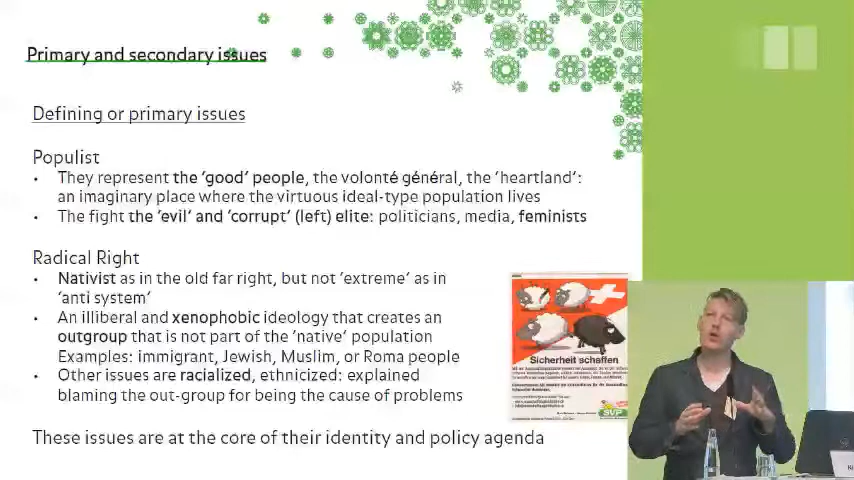 Primary and secondary issues
Defining or primary issues
Populist
• They represent the ‘good’ people, the volonté général, the ‘heartland’:
an imaginary place where the virtuous ideal-type population lives
• The fight the ‘evil’ and ‘corrupt’ (left) elite: politicians, media, feminists
Radical Right
• Nativist as in the old far right, but not ‘extreme’ as in
‘anti system’
• An illiberal and xenophobic ideology that creates an
outgroup that is not part of the ‘native’ population
Examples: immigrant, Jewish, Muslim, or Roma people
• Other issues are racialized, ethnicized: explained
blaming the out-group for being the cause of problems
These issues are at the core of their identity and policy agenda
Sicherheit schaffen
SVP